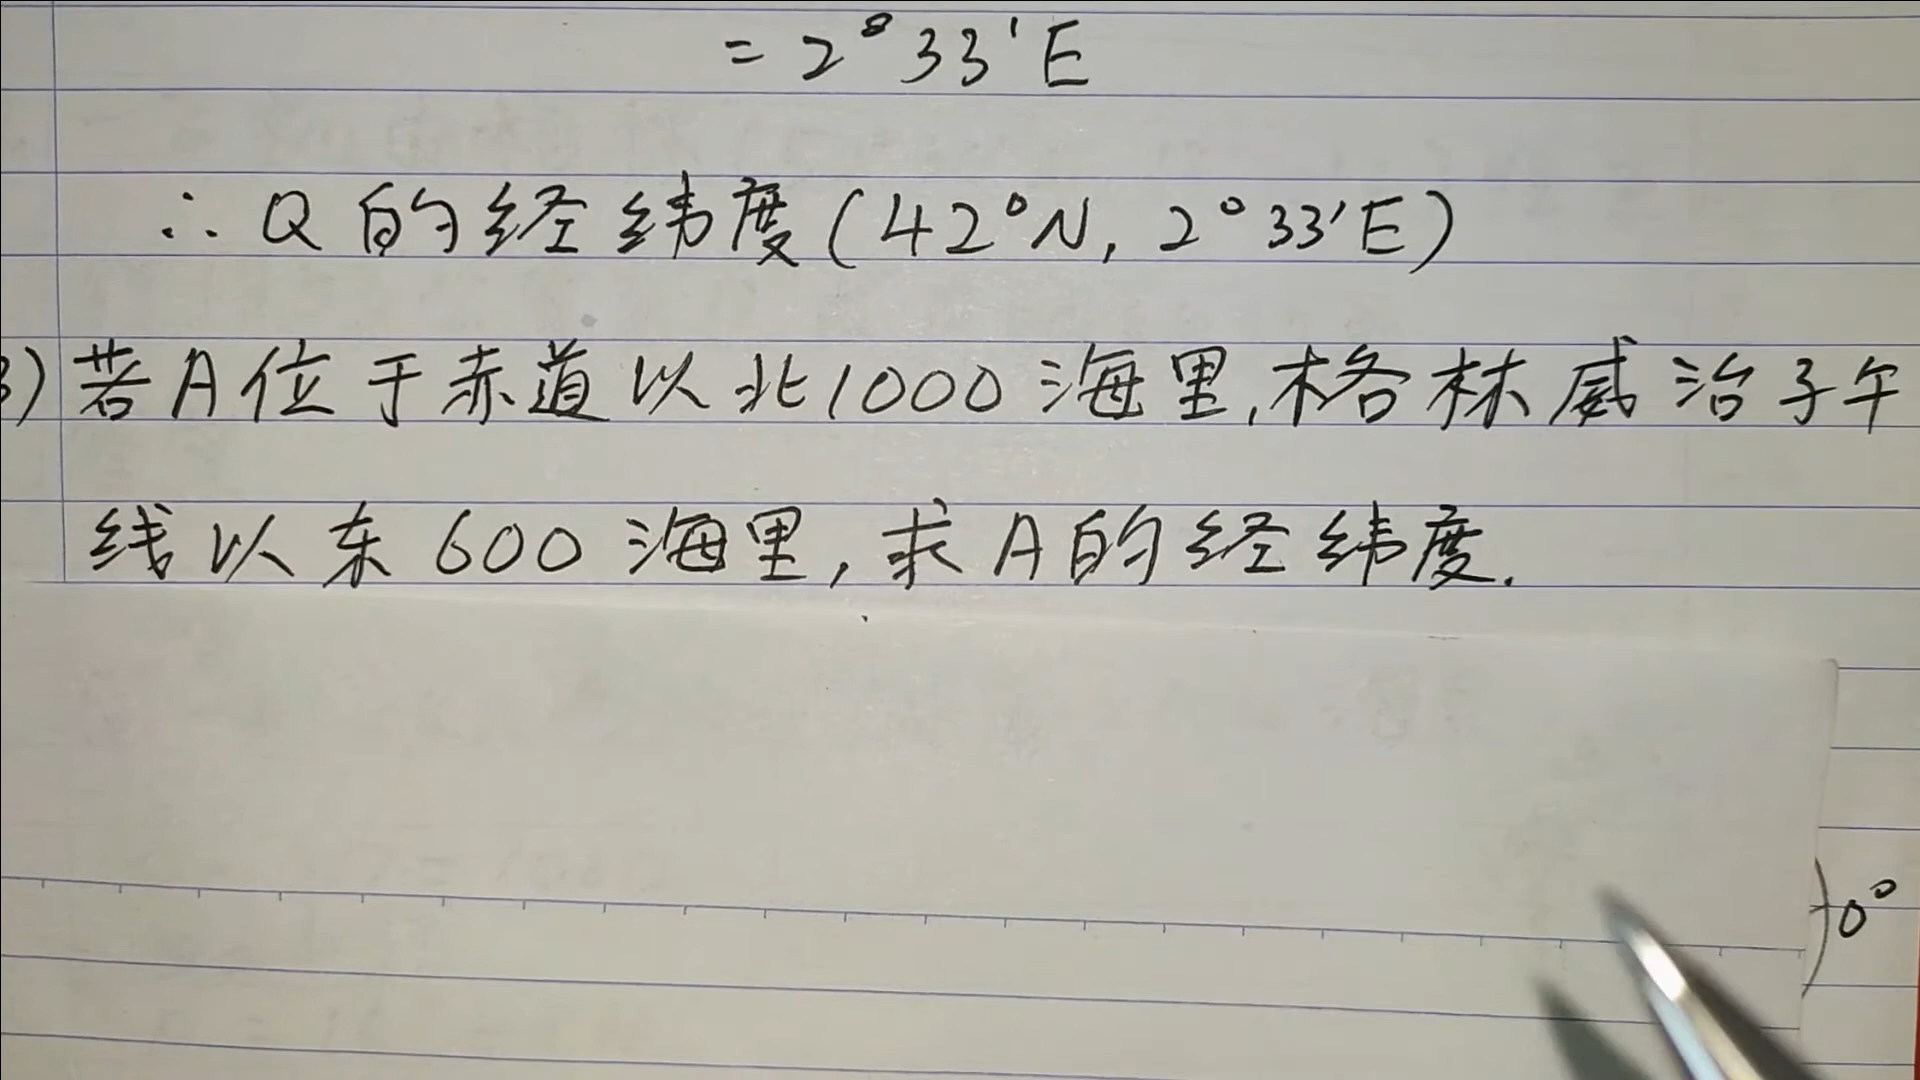 = 2°33'E
∴ Q的经纬度(42°N, 2°33'E)
3)若A位于赤道以北1000海里,格林威治子午
线以东600海里,求A的经纬度.
0°